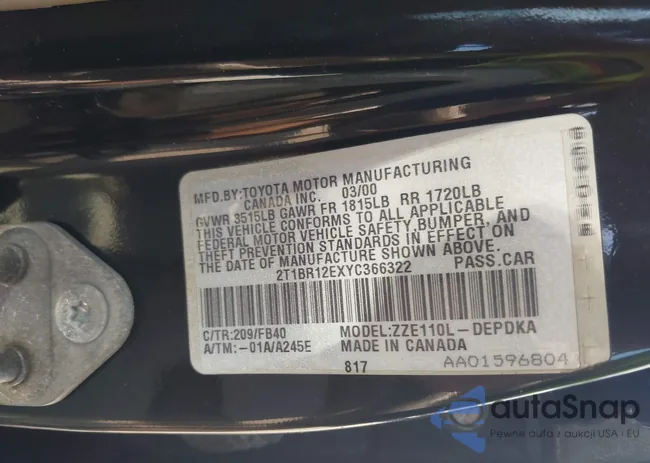 MFD.BY:TOYOTA MOTOR MANUFACTURING
CANADA INC. 03/00
GVWR 3515LB GAWR FR 1815LB RR 1720LB
THIS VEHICLE CONFORMS TO ALL APPLICABLE
FEDERAL MOTOR VEHICLE SAFETY,BUMPER, AND
THEFT PREVENTION STANDARDS IN EFFECT ON
THE DATE OF MANUFACTURE SHOWN ABOVE.
2T1BR12EXYC366322 PASS.CAR
C/TR:209/FB40 MODEL:ZZE110L-DEPDKA
A/TM:-01A/A245E MADE IN CANADA
817 AA01596804
autaSnap
Pewne auta z aukcji USA i EU